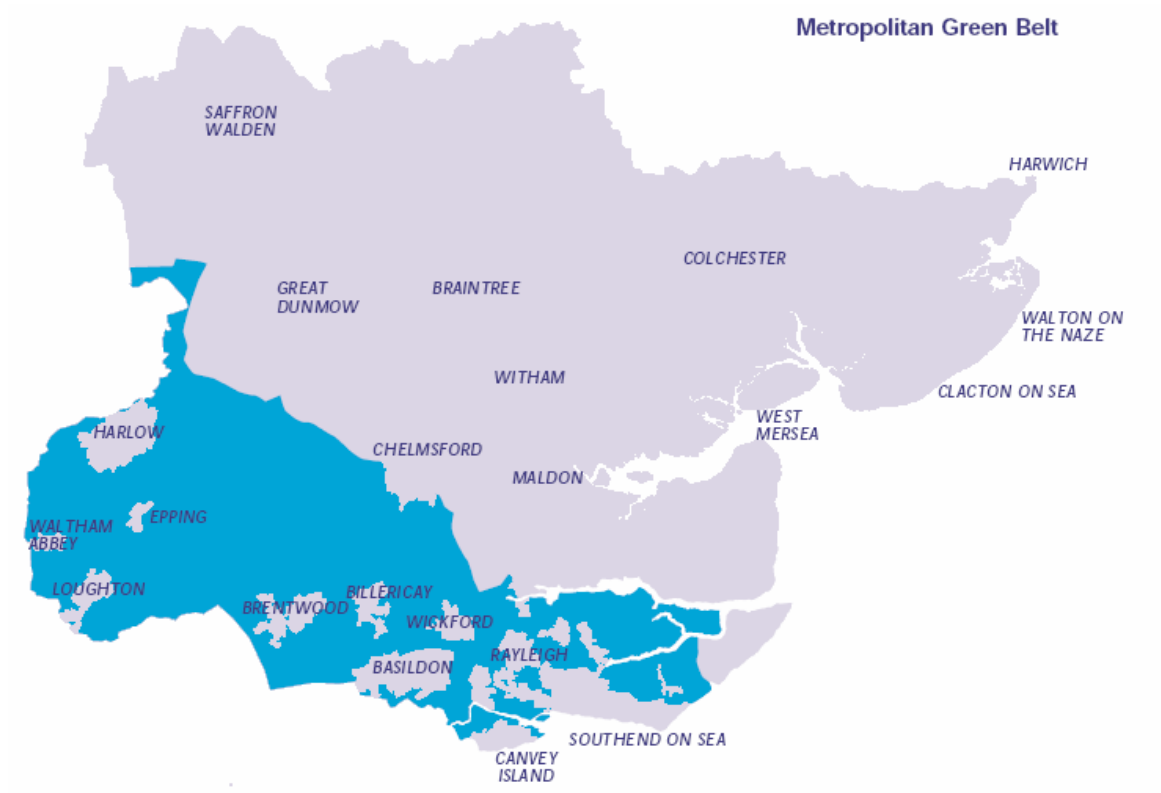 Metropolitan Green Belt
SAFFRON
WALDEN
HARWICH
COLCHESTER
GREAT
DUNMOW
BRAINTREE
WALTON ON
THE NAZE
WITHAM
CLACTON ON SEA
WEST
MERSEA
HARLOW
CHELMSFORD
MALDON
EPPING
WALTHAM
ABBEY
LOUGHTON
BRENTWOOD
BILLERICAY
WICKFORD
RAYLEIGH
BASILDON
SOUTHEND ON SEA
CANVEY
ISLAND